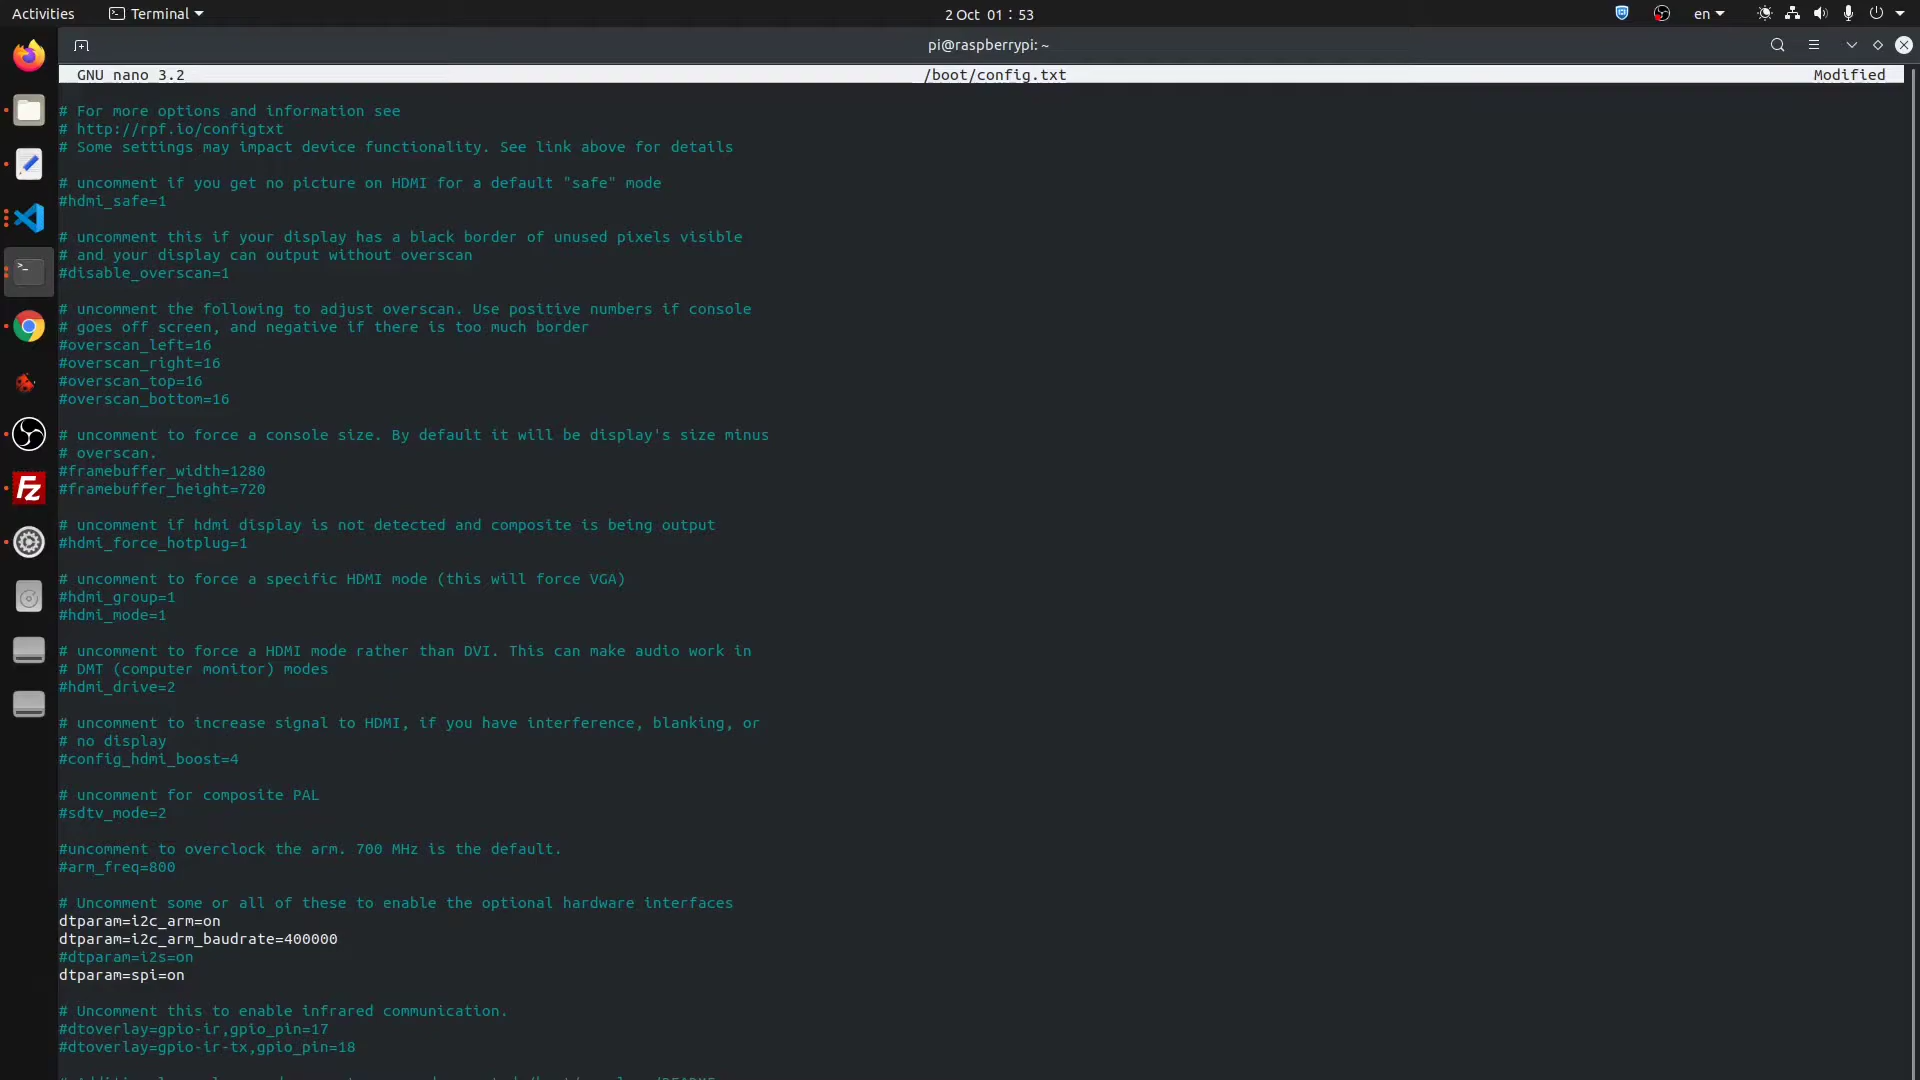 Activities
Terminal
2 Oct 01 : 53
en
pi@raspberrypi: ~
GNU nano 3.2
/boot/config.txt
Modified
# For more options and information see
# http://rpf.io/configtxt
# Some settings may impact device functionality. See link above for details
# uncomment if you get no picture on HDMI for a default "safe" mode
#hdmi_safe=1
# uncomment this if your display has a black border of unused pixels visible
# and your display can output without overscan
#disable_overscan=1
# uncomment the following to adjust overscan. Use positive numbers if console
# goes off screen, and negative if there is too much border
#overscan_left=16
#overscan_right=16
#overscan_top=16
#overscan_bottom=16
# uncomment to force a console size. By default it will be display's size minus
# overscan.
#framebuffer_width=1280
#framebuffer_height=720
# uncomment if hdmi display is not detected and composite is being output
#hdmi_force_hotplug=1
# uncomment to force a specific HDMI mode (this will force VGA)
#hdmi_group=1
#hdmi_mode=1
# uncomment to force a HDMI mode rather than DVI. This can make audio work in
# DMT (computer monitor) modes
#hdmi_drive=2
# uncomment to increase signal to HDMI, if you have interference, blanking, or
# no display
#config_hdmi_boost=4
# uncomment for composite PAL
#sdtv_mode=2
#uncomment to overclock the arm. 700 MHz is the default.
#arm_freq=800
# Uncomment some or all of these to enable the optional hardware interfaces
dtparam=i2c_arm=on
dtparam=i2c_arm_baudrate=400000
#dtparam=i2s=on
dtparam=spi=on
# Uncomment this to enable infrared communication.
#dtoverlay=gpio-ir,gpio_pin=17
#dtoverlay=gpio-ir-tx,gpio_pin=18